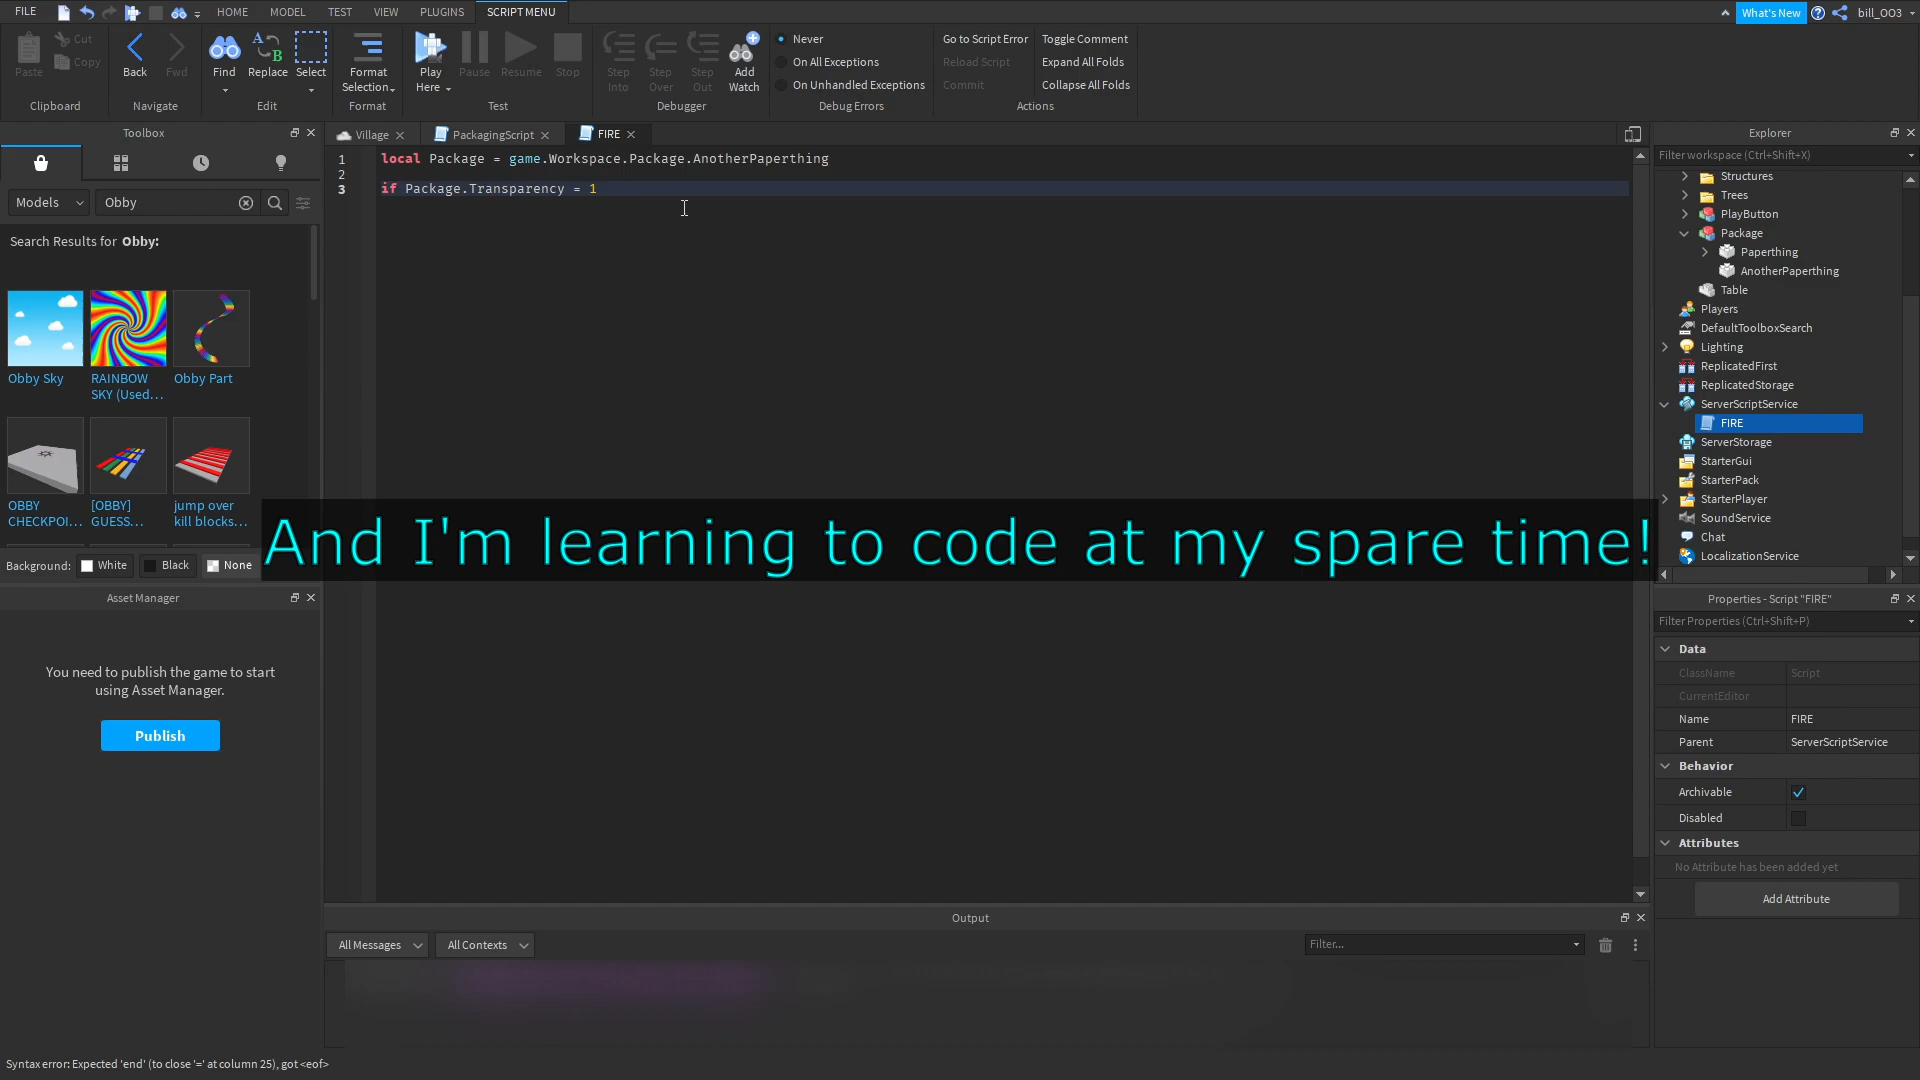 FILE
HOME
MODEL
TEST
VIEW
PLUGINS
SCRIPT MENU
What's New
bill_OO3
Paste
Cut
Copy
Clipboard
Back
Fwd
Navigate
Find
Replace
Select
Edit
Format
Selection
Format
Play
Here
Pause
Resume
Stop
Test
Step
Into
Step
Over
Step
Out
Add
Watch
Debugger
Never
On All Exceptions
On Unhandled Exceptions
Debug Errors
Go to Script Error
Reload Script
Commit
Toggle Comment
Expand All Folds
Collapse All Folds
Actions
Toolbox
Models
Obby
Search Results for Obby:
Obby Sky
RAINBOW
SKY (Used...
Obby Part
OBBY
CHECKPOI...
[OBBY]
GUESS...
jump over
kill blocks...
Background:
White
Black
None
Asset Manager
You need to publish the game to start
using Asset Manager.
Publish
Village
PackagingScript
FIRE
1 local Package = game.Workspace.Package.AnotherPaperthing
2
3 if Package.Transparency = 1
And I'm learning to code at my spare time!
Output
All Messages
All Contexts
Filter...
Explorer
Filter workspace (Ctrl+Shift+X)
Structures
Trees
PlayButton
Package
Paperthing
AnotherPaperthing
Table
Players
DefaultToolboxSearch
Lighting
ReplicatedFirst
ReplicatedStorage
ServerScriptService
FIRE
ServerStorage
StarterGui
StarterPack
StarterPlayer
SoundService
Chat
LocalizationService
Properties - Script "FIRE"
Filter Properties (Ctrl+Shift+P)
Data
ClassName Script
CurrentEditor
Name FIRE
Parent ServerScriptService
Behavior
Archivable
Disabled
Attributes
No Attribute has been added yet
Add Attribute
Syntax error: Expected 'end' (to close '=' at column 25), got <eof>